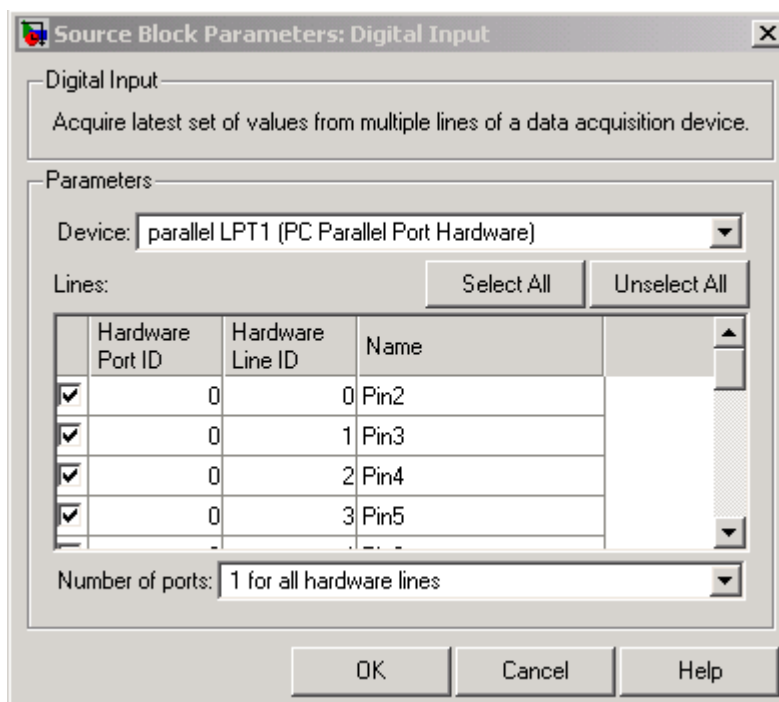 Source Block Parameters: Digital Input
Digital Input
Acquire latest set of values from multiple lines of a data acquisition device.
Parameters
Device: parallel LPT1 (PC Parallel Port Hardware)
Lines: Select All Unselect All
Hardware Port ID Hardware Line ID Name
0 0 Pin2
0 1 Pin3
0 2 Pin4
0 3 Pin5
Number of ports: 1 for all hardware lines
OK Cancel Help